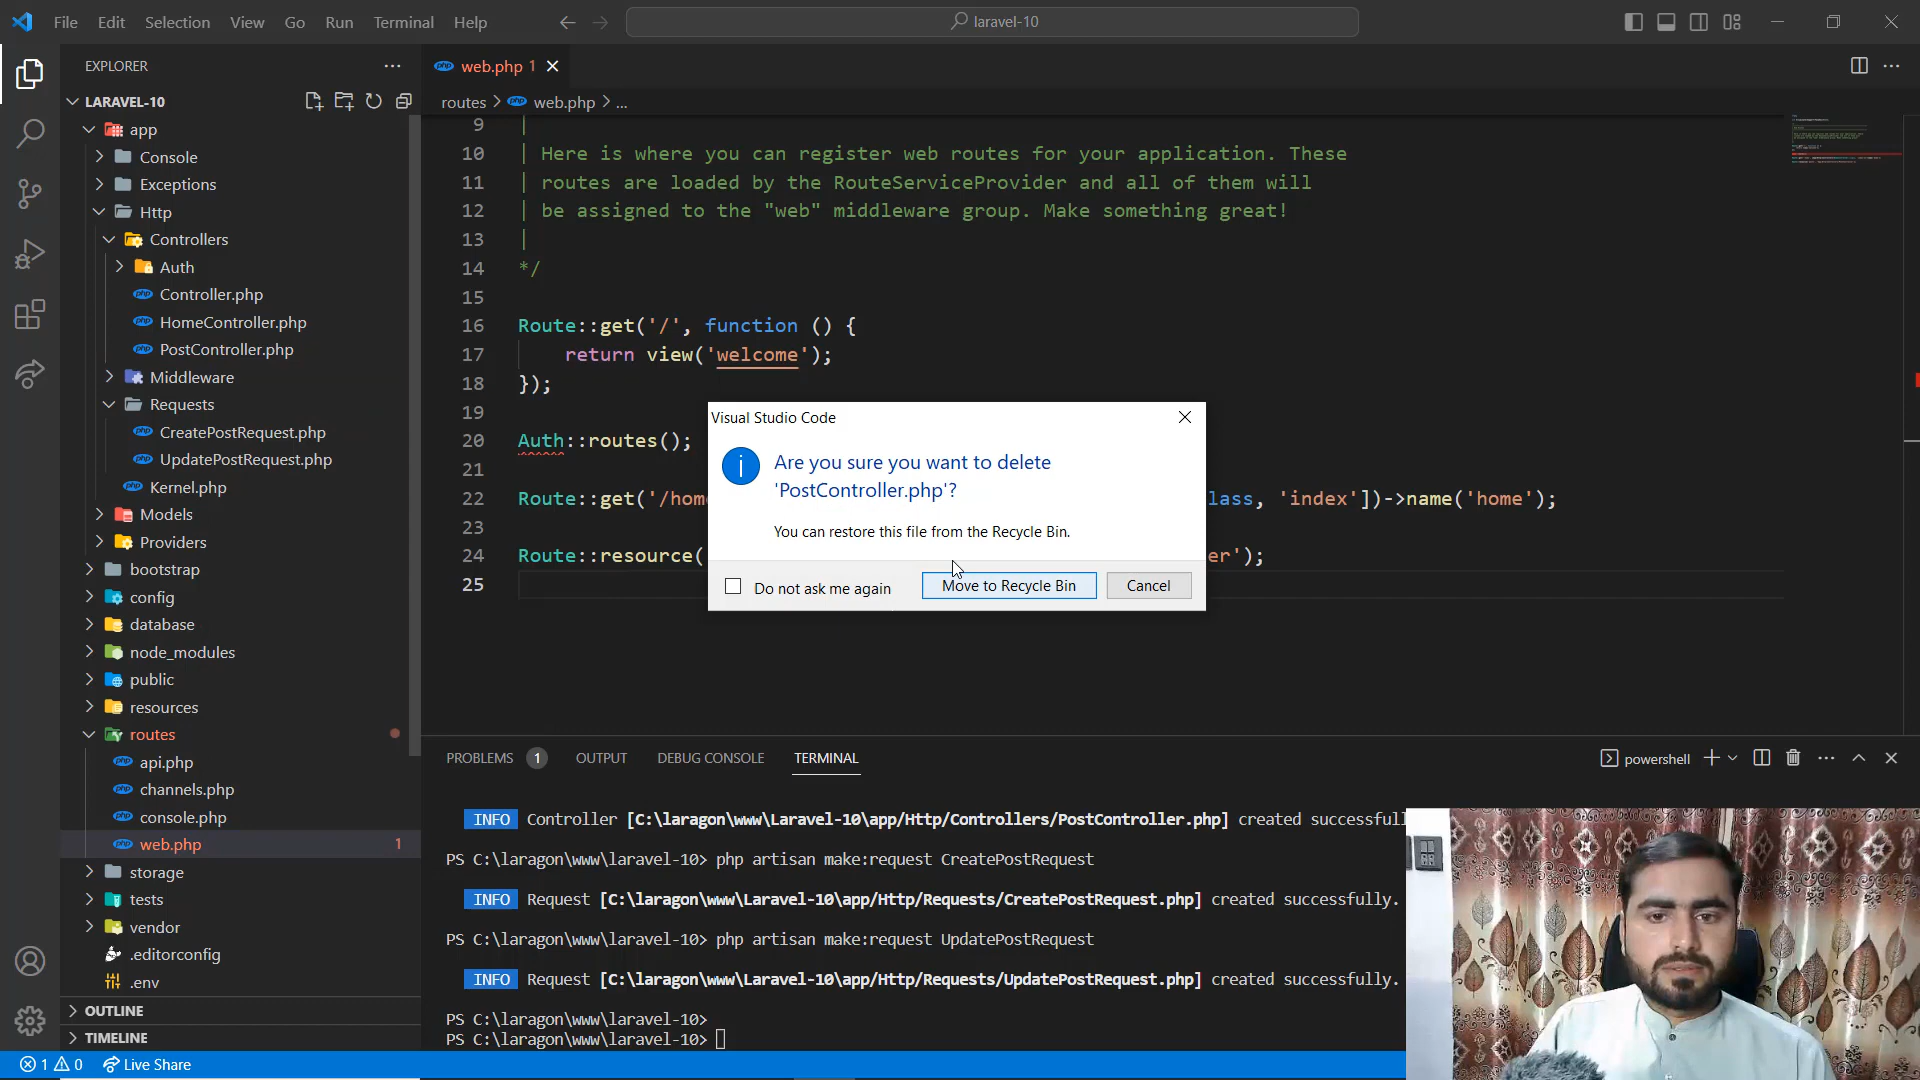 File Edit Selection View Go Run Terminal Help
laravel-10
EXPLORER
LARAVEL-10
app
Console
Exceptions
Http
Controllers
Auth
Controller.php
HomeController.php
PostController.php
Middleware
Requests
CreatePostRequest.php
UpdatePostRequest.php
Kernel.php
Models
Providers
bootstrap
config
database
node_modules
public
resources
routes
api.php
channels.php
console.php
web.php 1
storage
tests
vendor
.editorconfig
.env
OUTLINE
TIMELINE
web.php 1
routes > web.php > ...
9 |
10 | Here is where you can register web routes for your application. These
11 | routes are loaded by the RouteServiceProvider and all of them will
12 | be assigned to the "web" middleware group. Make something great!
13 |
14 */
15
16 Route::get('/', function () {
17 return view('welcome');
18 });
19
20 Auth::routes();
21
22 Route::get('/hom lass, 'index'])->name('home');
23
24 Route::resource( er');
25
Visual Studio Code
Are you sure you want to delete
'PostController.php'?
You can restore this file from the Recycle Bin.
Do not ask me again
Move to Recycle Bin
Cancel
PROBLEMS 1 OUTPUT DEBUG CONSOLE TERMINAL
powershell
INFO Controller [C:\laragon\www\Laravel-10\app/Http/Controllers/PostController.php] created successfull
PS C:\laragon\www\laravel-10> php artisan make:request CreatePostRequest
INFO Request [C:\laragon\www\Laravel-10\app/Http/Requests/CreatePostRequest.php] created successfully.
PS C:\laragon\www\laravel-10> php artisan make:request UpdatePostRequest
INFO Request [C:\laragon\www\Laravel-10\app/Http/Requests/UpdatePostRequest.php] created successfully.
PS C:\laragon\www\laravel-10>
PS C:\laragon\www\laravel-10>
1 0 Live Share